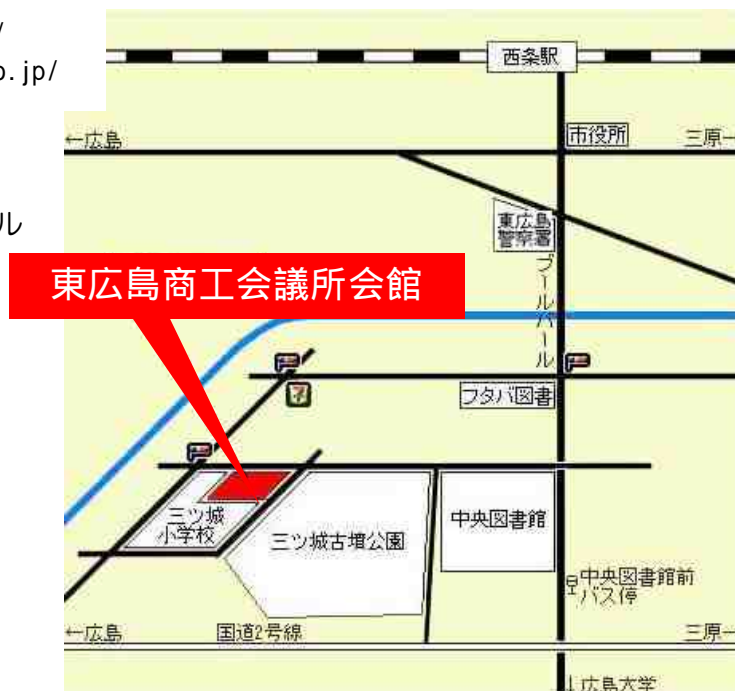 /
o.jp/
西条駅
←広島
市役所
三原→
ル
東広島
警察署
ブールバール
東広島商工会議所会館
7
フタバ図書
三ツ城
小学校
三ツ城古墳公園
中央図書館
中央図書館前
バス停
←広島
国道2号線
三原→
↓広島大学